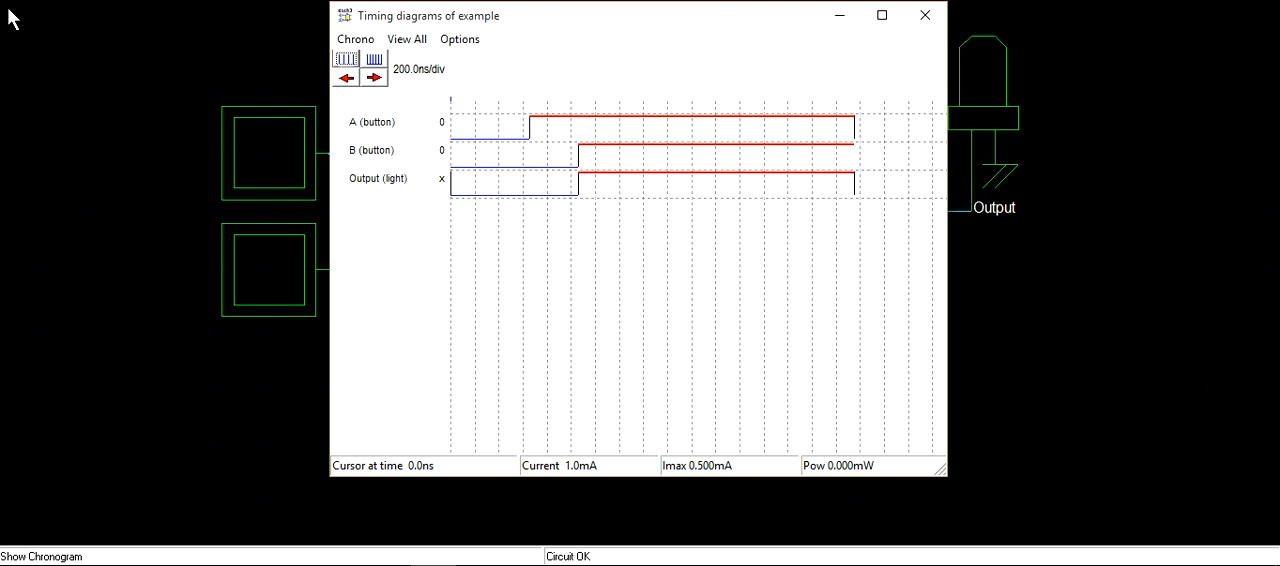 Timing diagrams of example
Chrono View All Options
200.0ns/div
A (button) 0
B (button) 0
Output (light) x
Output
Cursor at time 0.0ns Current 1.0mA Imax 0.500mA Pow 0.000mW
Show Chronogram Circuit OK